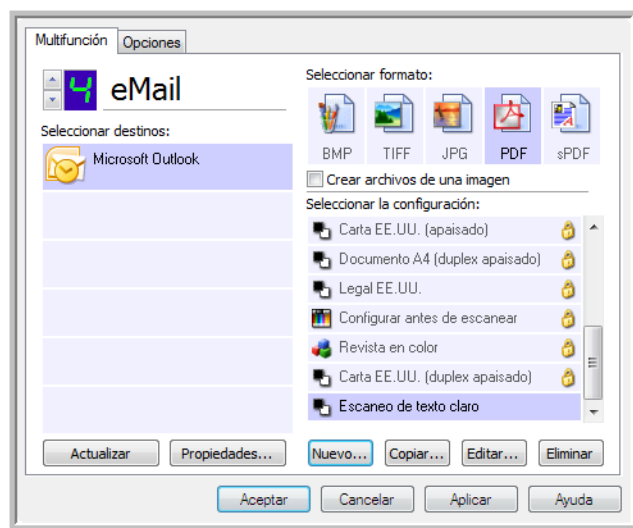 Multifunción
Opciones
4 eMail
Seleccionar destinos:
Microsoft Outlook
Actualizar
Propiedades...
Seleccionar formato:
BMP TIFF JPG PDF sPDF
Crear archivos de una imagen
Seleccionar la configuración:
Carta EE.UU. (apaisado)
Documento A4 (duplex apaisado)
Legal EE.UU.
Configurar antes de escanear
Revista en color
Carta EE.UU. (duplex apaisado)
Escaneo de texto claro
Nuevo...
Copiar...
Editar...
Eliminar
Aceptar
Cancelar
Aplicar
Ayuda